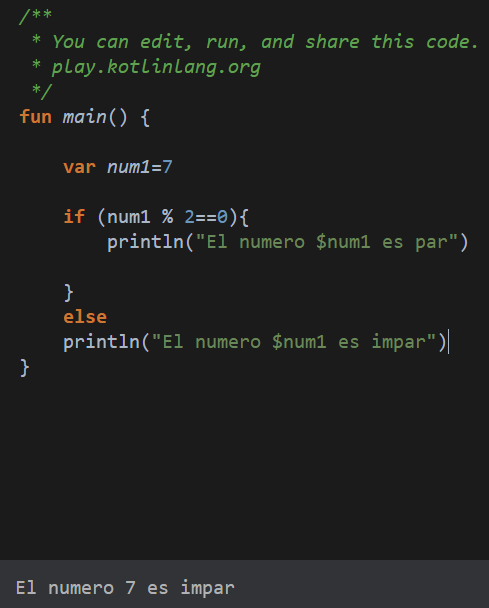 /**
 * You can edit, run, and share this code.
 * play.kotlinlang.org
 */
fun main() {
    var num1=7
    if (num1 % 2==0){
        println("El numero $num1 es par")
    }
    else
    println("El numero $num1 es impar")
}
El numero 7 es impar